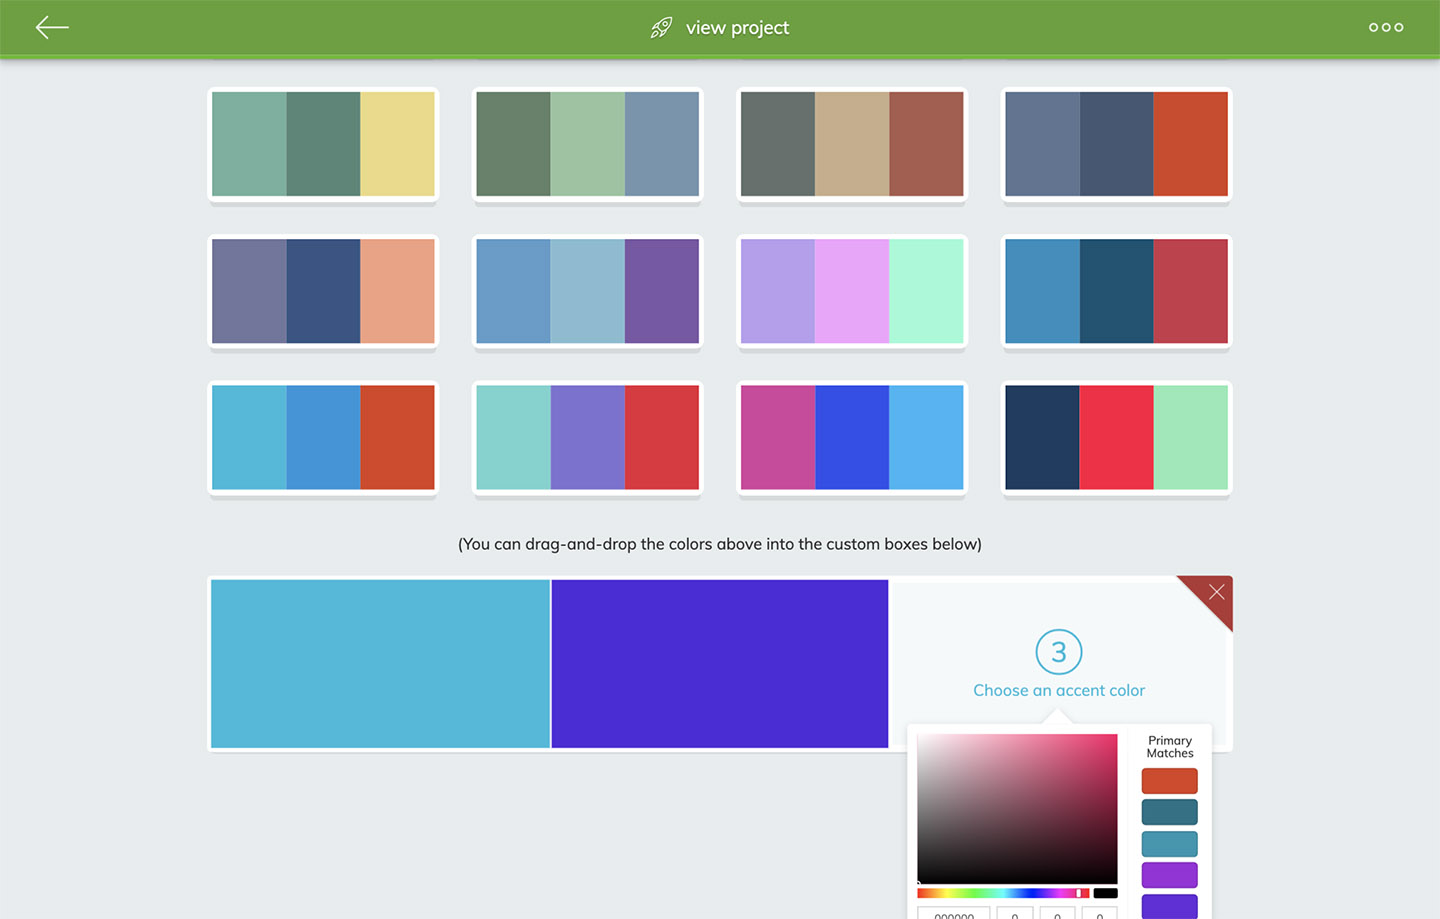 view project
(You can drag-and-drop the colors above into the custom boxes below)
3
Choose an accent color
Primary
Matches
000000 0 0 0